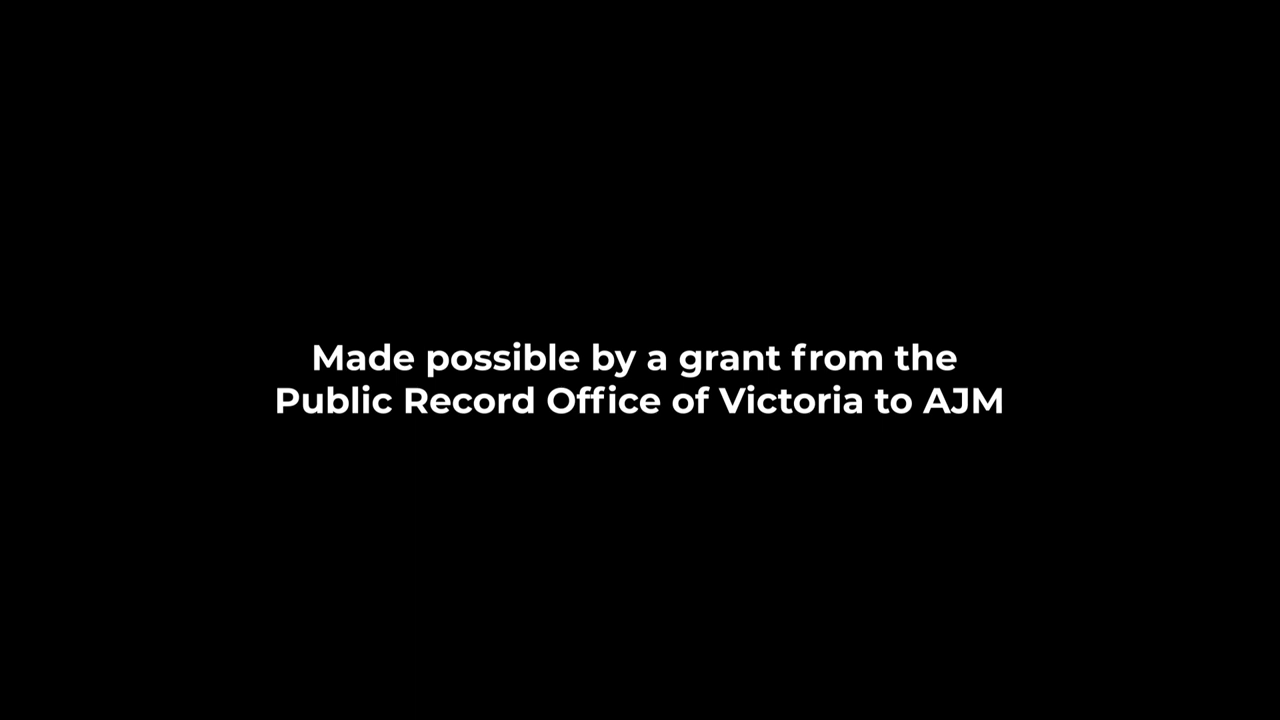 Made possible by a grant from the
Public Record Office of Victoria to AJM